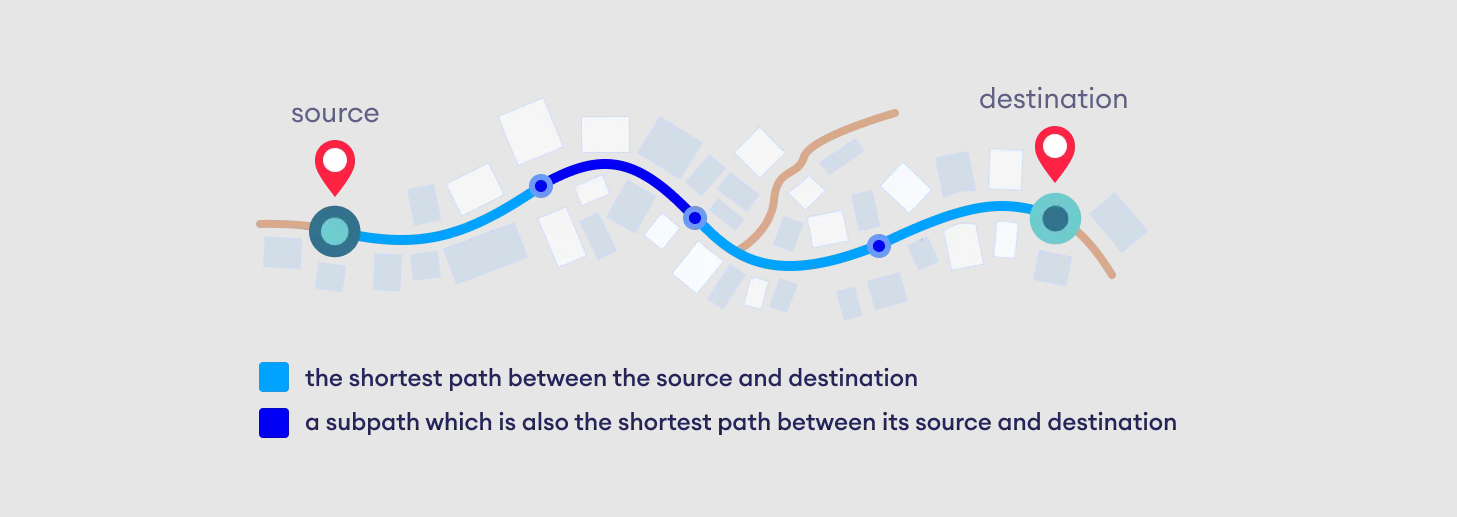 source
destination
the shortest path between the source and destination
a subpath which is also the shortest path between its source and destination